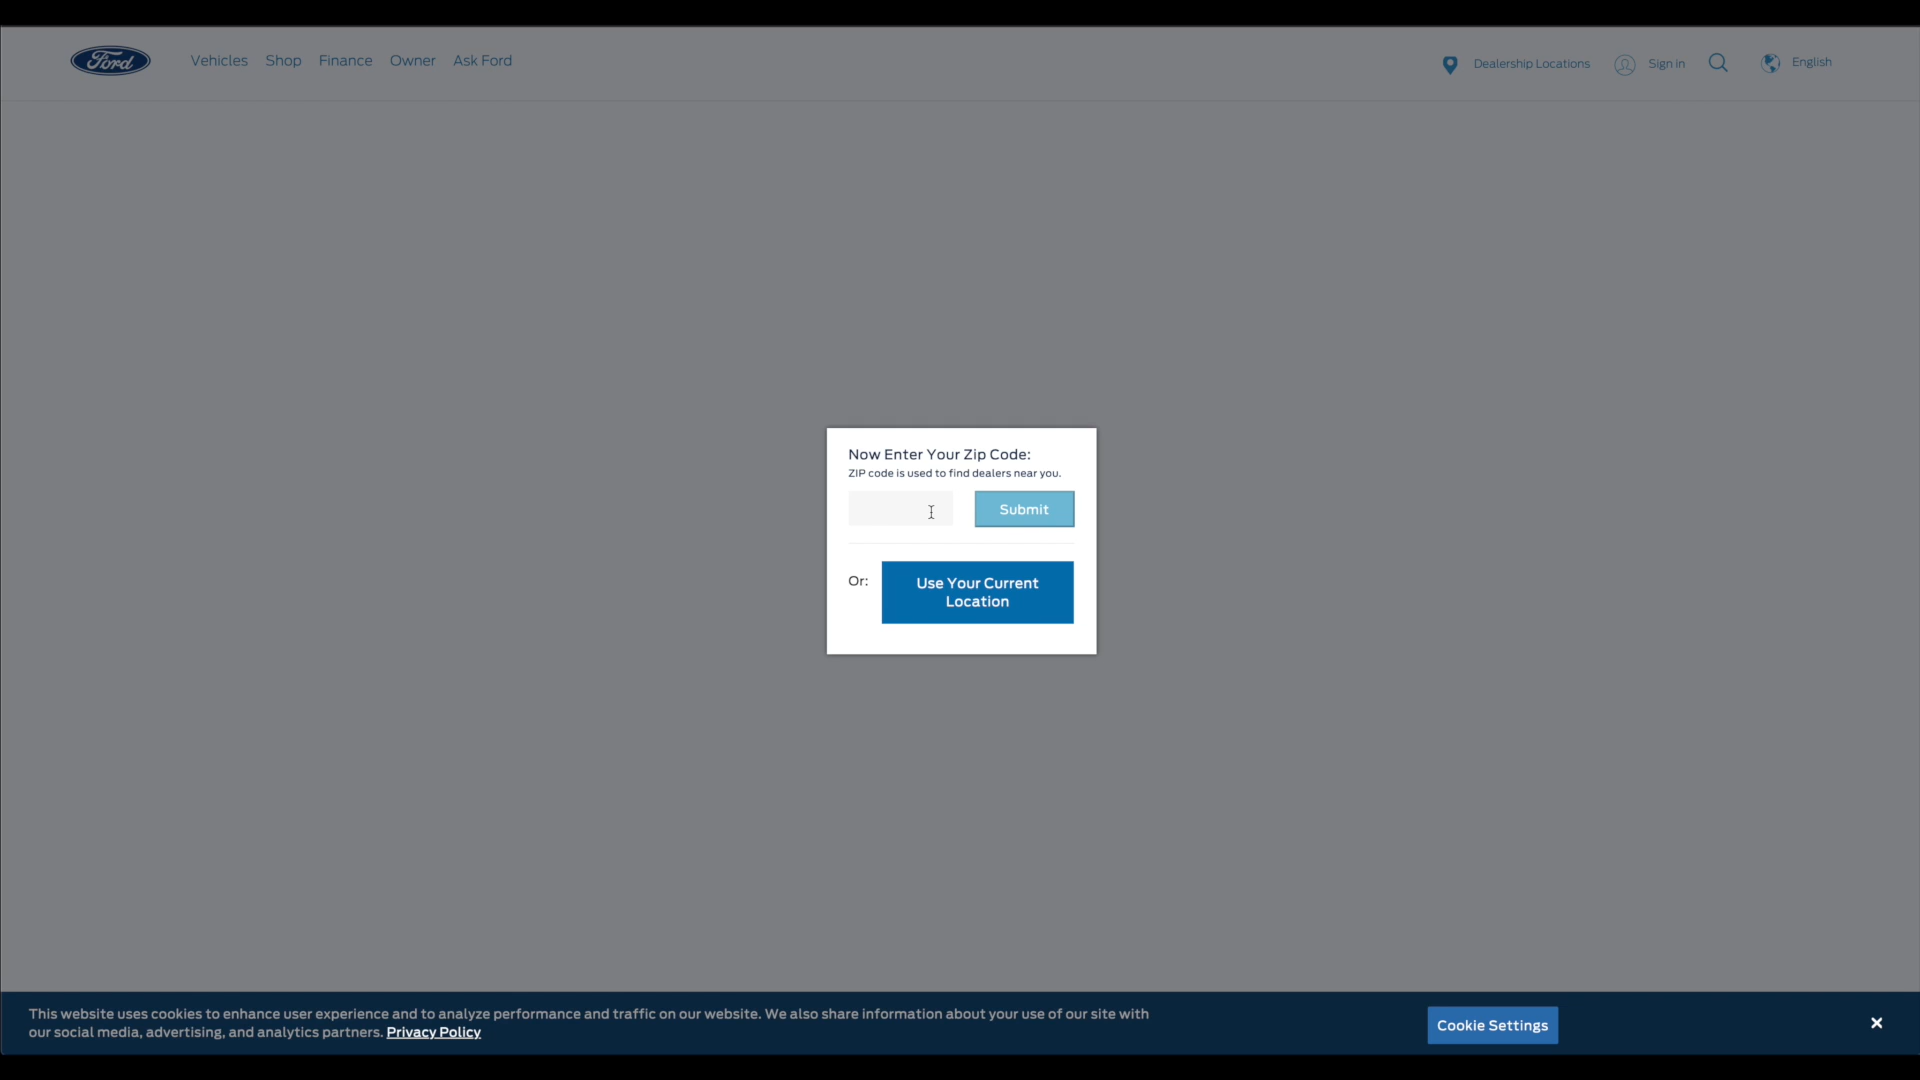 Ford
Vehicles Shop Finance Owner Ask Ford
Dealership Locations Sign in English
Now Enter Your Zip Code:
ZIP code is used to find dealers near you.
Submit
Or:
Use Your Current
Location
This website uses cookies to enhance user experience and to analyze performance and traffic on our website. We also share information about your use of our site with
our social media, advertising, and analytics partners. Privacy Policy
Cookie Settings